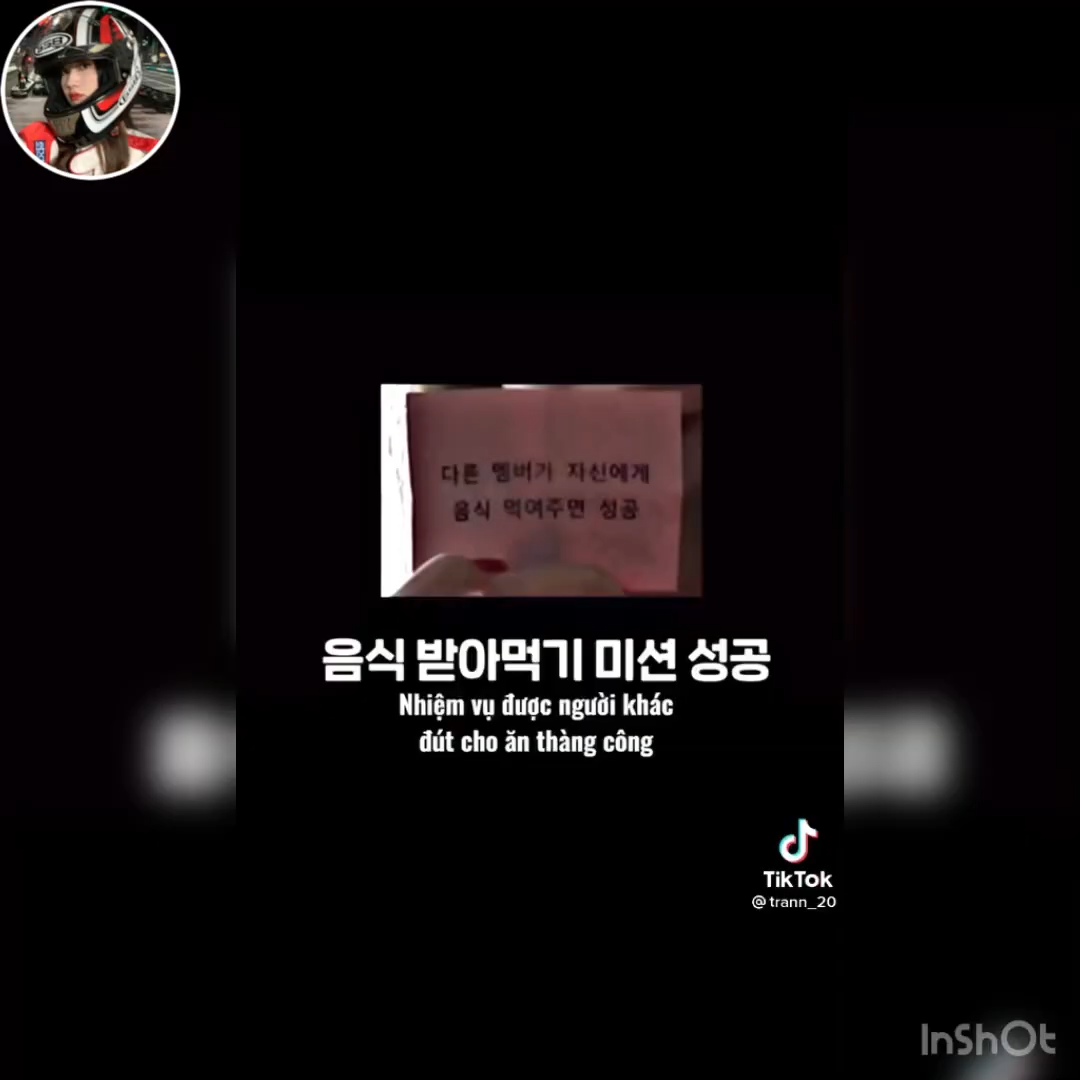 다른 멤버가 자신에게
음식 먹여주면 성공
음식 받아먹기 미션 성공
Nhiệm vụ được người khác
đút cho ăn thàng công
TikTok
@trann_20
InShOt